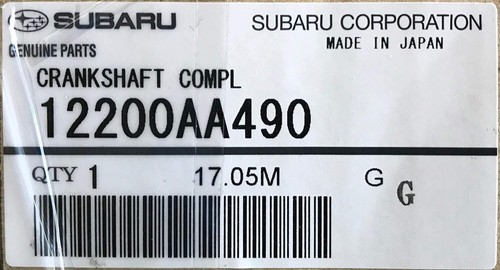 SUBARU SUBARU CORPORATION
GENUINE PARTS MADE IN JAPAN
CRANKSHAFT COMPL
12200AA490
QTY 1 17.05M G G